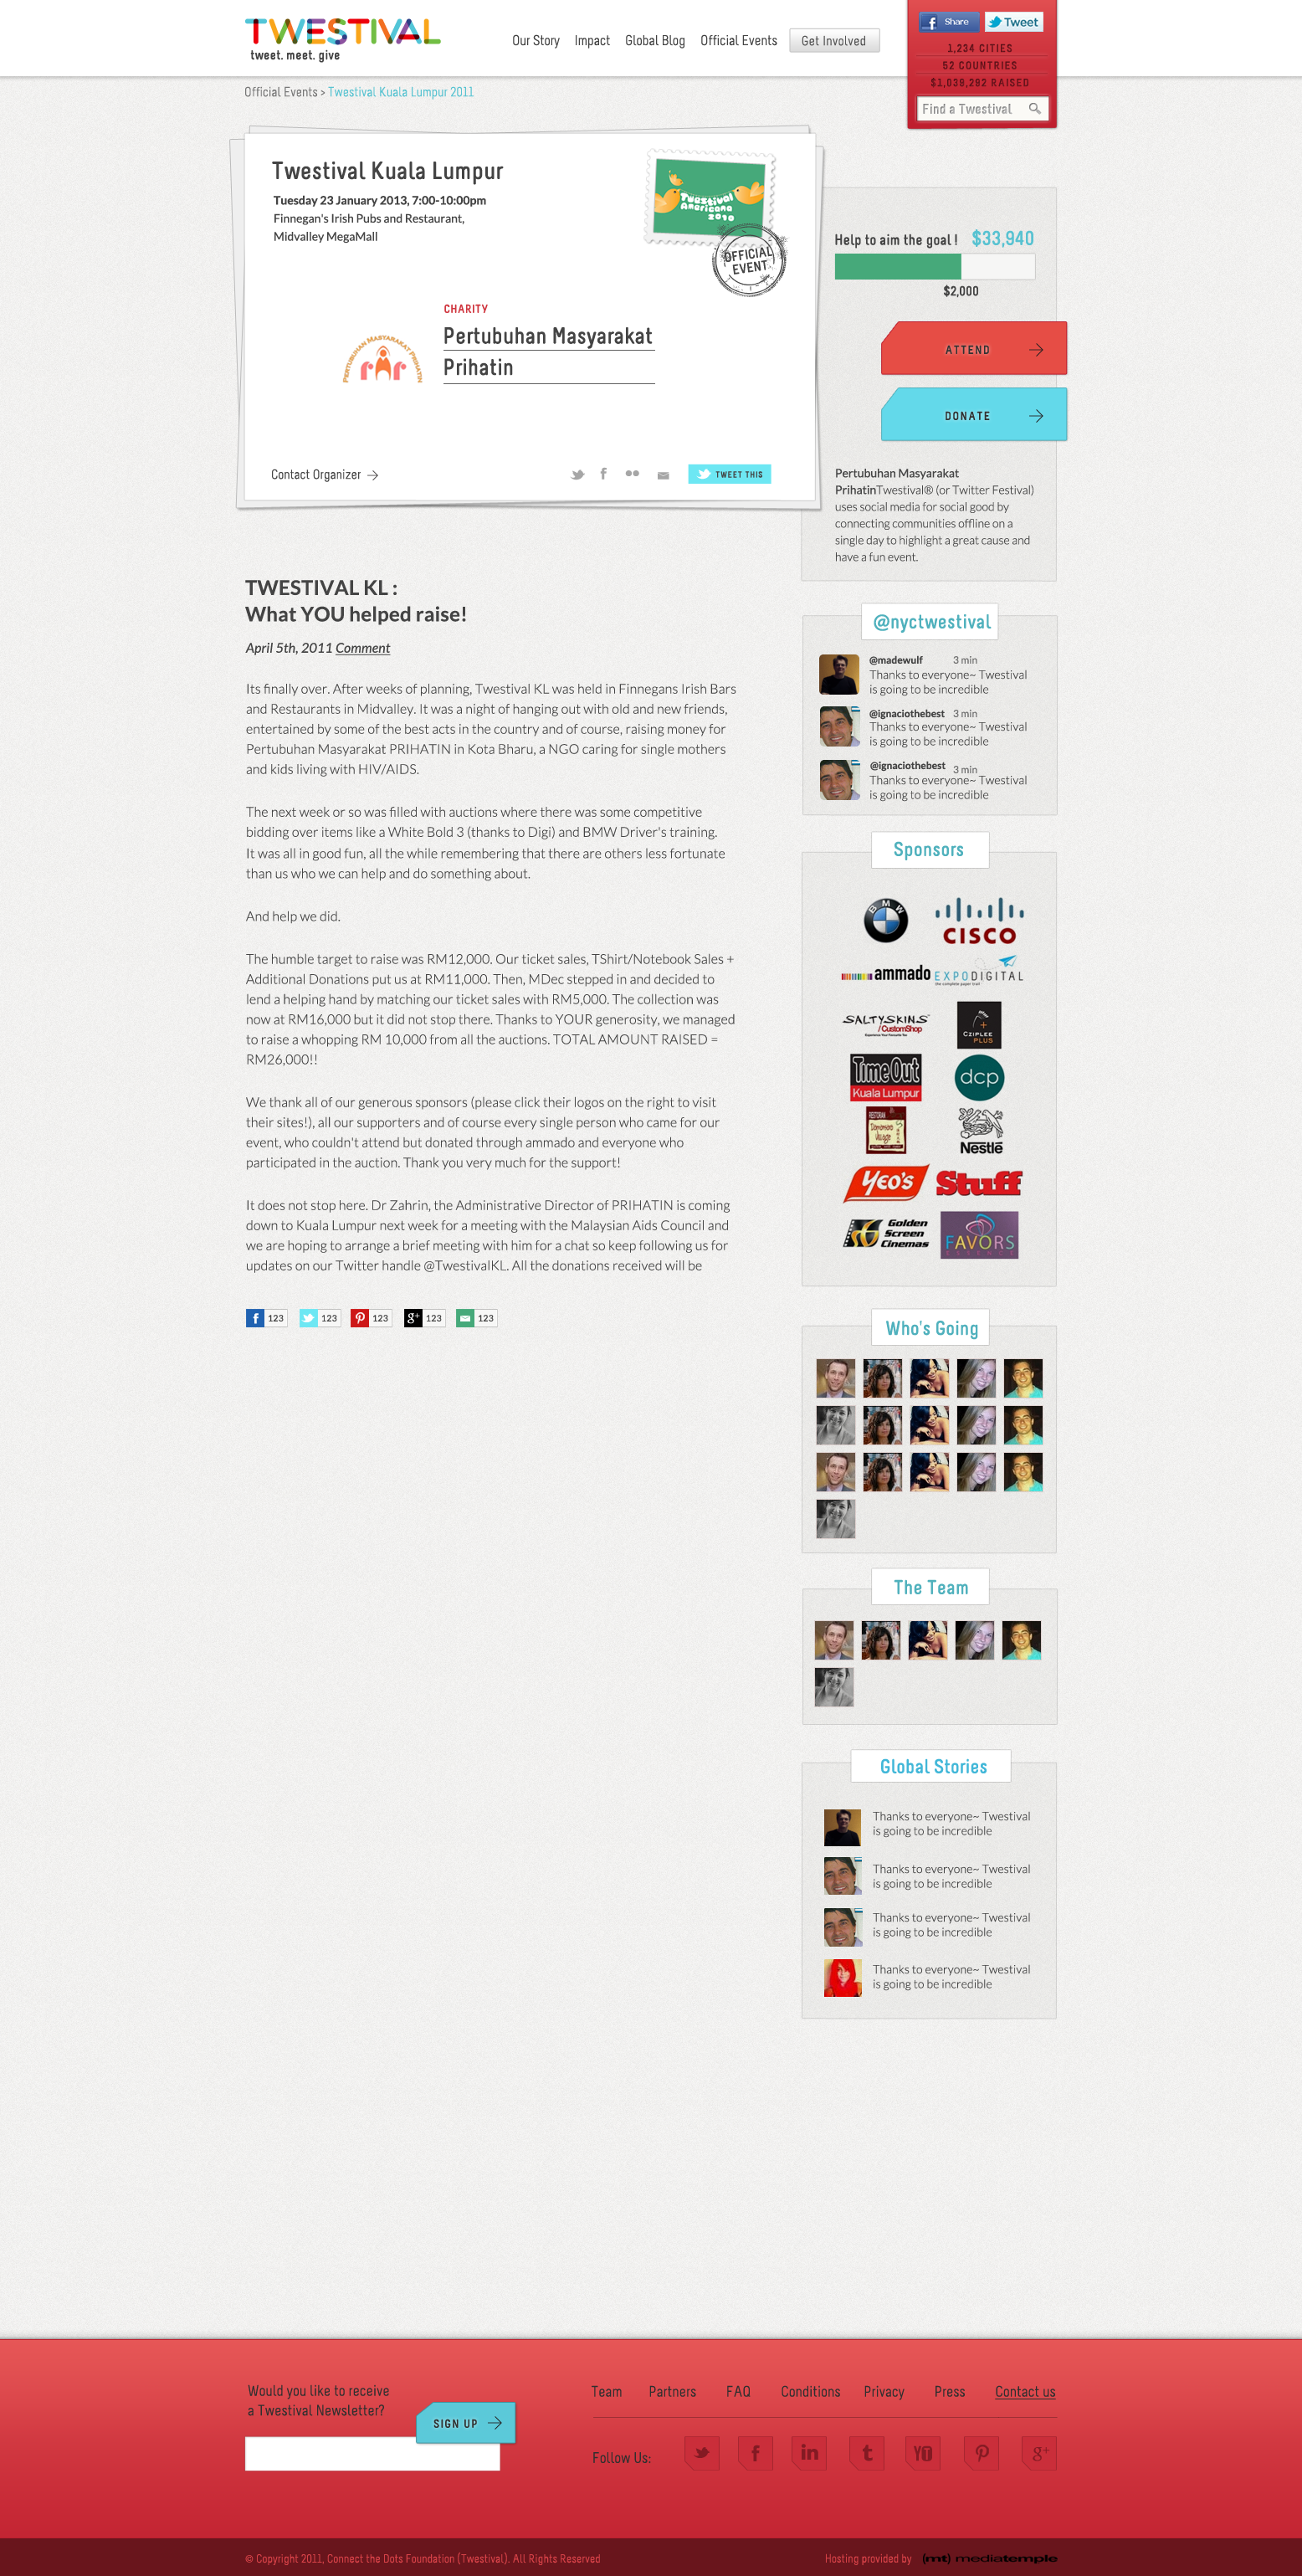 TWESTIVAL
tweet. meet. give
Our Story Impact Global Blog Official Events Get Involved
Share Tweet
1,234 CITIES
52 COUNTRIES
$1,039,292 RAISED
Find a Twestival
Official Events > Twestival Kuala Lumpur 2011
Twestival Kuala Lumpur
Tuesday 23 January 2013, 7:00-10:00pm
Finnegan's Irish Pubs and Restaurant,
Midvalley MegaMall
Twestival
Americana
2010
OFFICIAL
EVENT
CHARITY
Pertubuhan Masyarakat
Prihatin
PERTUBUHAN MASYARAKAT PRIHATIN
Contact Organizer
TWEET THIS
Help to aim the goal ! $33,940
$2,000
ATTEND
DONATE
Pertubuhan Masyarakat
PrihatinTwestival® (or Twitter Festival)
uses social media for social good by
connecting communities offline on a
single day to highlight a great cause and
have a fun event.
TWESTIVAL KL :
What YOU helped raise!
April 5th, 2011 Comment
Its finally over. After weeks of planning, Twestival KL was held in Finnegans Irish Bars
and Restaurants in Midvalley. It was a night of hanging out with old and new friends,
entertained by some of the best acts in the country and of course, raising money for
Pertubuhan Masyarakat PRIHATIN in Kota Bharu, a NGO caring for single mothers
and kids living with HIV/AIDS.
The next week or so was filled with auctions where there was some competitive
bidding over items like a White Bold 3 (thanks to Digi) and BMW Driver's training.
It was all in good fun, all the while remembering that there are others less fortunate
than us who we can help and do something about.
And help we did.
The humble target to raise was RM12,000. Our ticket sales, TShirt/Notebook Sales +
Additional Donations put us at RM11,000. Then, MDec stepped in and decided to
lend a helping hand by matching our ticket sales with RM5,000. The collection was
now at RM16,000 but it did not stop there. Thanks to YOUR generosity, we managed
to raise a whopping RM 10,000 from all the auctions. TOTAL AMOUNT RAISED =
RM26,000!!
We thank all of our generous sponsors (please click their logos on the right to visit
their sites!), all our supporters and of course every single person who came for our
event, who couldn't attend but donated through ammado and everyone who
participated in the auction. Thank you very much for the support!
It does not stop here. Dr Zahrin, the Administrative Director of PRIHATIN is coming
down to Kuala Lumpur next week for a meeting with the Malaysian Aids Council and
we are hoping to arrange a brief meeting with him for a chat so keep following us for
updates on our Twitter handle @TwestivalKL. All the donations received will be
123 123 123 123 123
@nyctwestival
@madewulf 3 min
Thanks to everyone~ Twestival
is going to be incredible
@ignaciothebest 3 min
Thanks to everyone~ Twestival
is going to be incredible
@ignaciothebest 3 min
Thanks to everyone~ Twestival
is going to be incredible
Sponsors
BMW
CISCO
ammado
EXPODIGITAL
the complete paper trail
SALTYSKINS
/CustomShop
CZIPLEE
PLUS
TimeOut
Kuala Lumpur
dcp
Village
Nestlé
YEO'S
Stuff
Golden
Screen
Cinemas
FAVORS
Who's Going
The Team
Global Stories
Thanks to everyone~ Twestival
is going to be incredible
Thanks to everyone~ Twestival
is going to be incredible
Thanks to everyone~ Twestival
is going to be incredible
Thanks to everyone~ Twestival
is going to be incredible
Would you like to receive
a Twestival Newsletter?
SIGN UP
Team Partners FAQ Conditions Privacy Press Contact us
Follow Us:
© Copyright 2011, Connect the Dots Foundation (Twestival). All Rights Reserved
Hosting provided by (mt) mediatemple